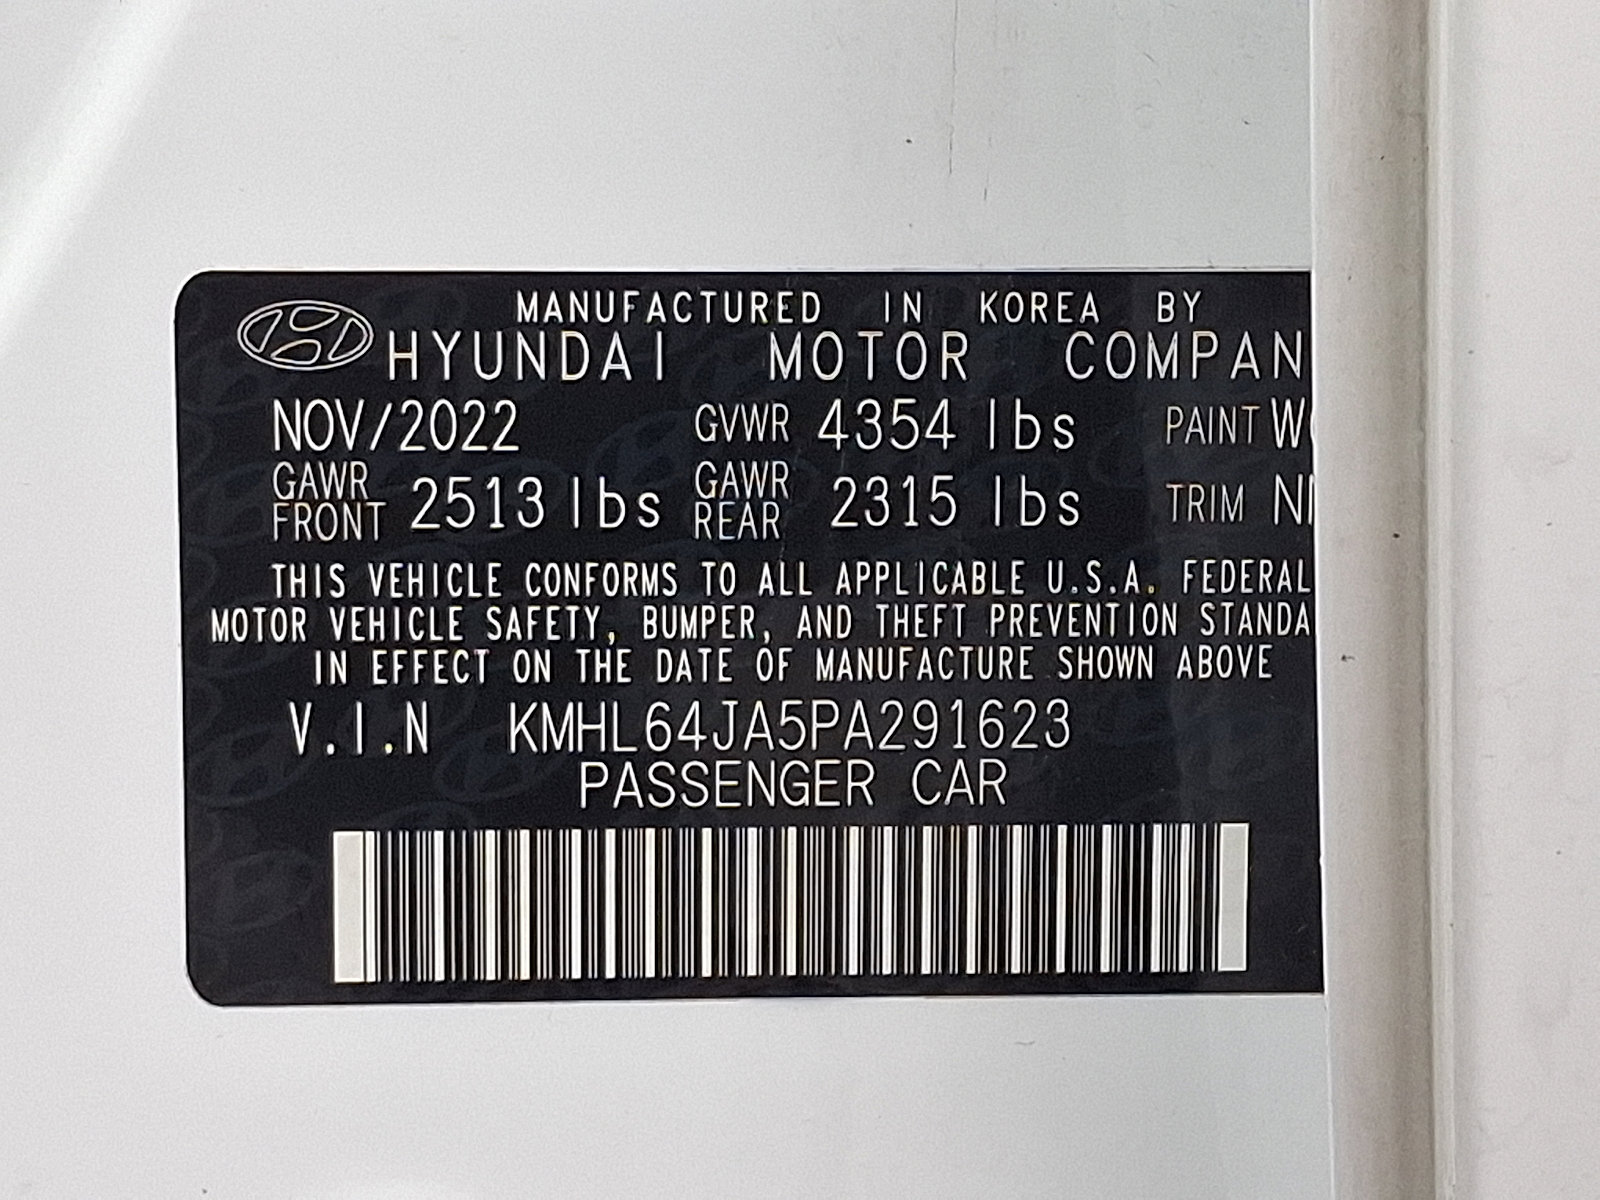 MANUFACTURED IN KOREA BY
HYUNDAI MOTOR COMPAN
NOV/2022 GVWR 4354 lbs PAINT
GAWR FRONT 2513 lbs GAWR REAR 2315 lbs TRIM
THIS VEHICLE CONFORMS TO ALL APPLICABLE U.S.A. FEDERAL
MOTOR VEHICLE SAFETY, BUMPER, AND THEFT PREVENTION STANDA
IN EFFECT ON THE DATE OF MANUFACTURE SHOWN ABOVE
V.I.N KMHL64JA5PA291623
PASSENGER CAR